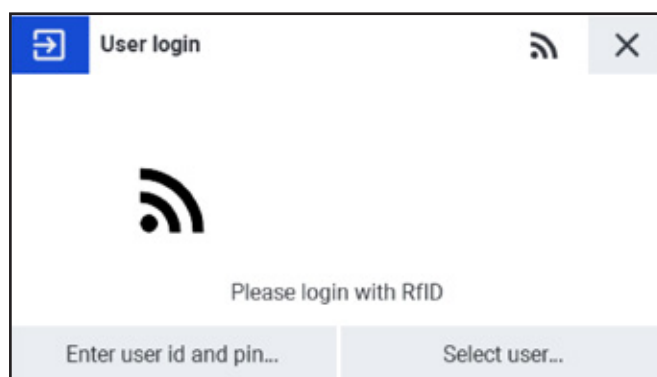 User login
Please login with RfID
Enter user id and pin...
Select user...